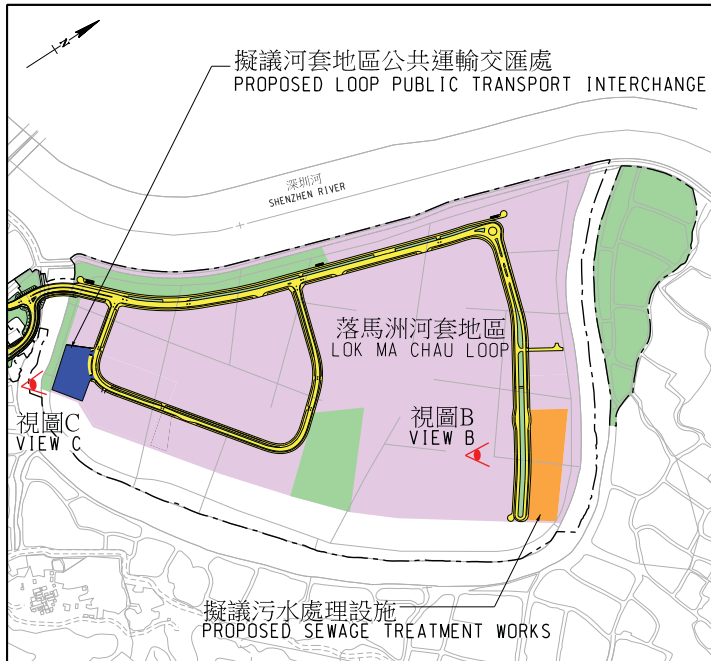 N
擬議河套地區公共運輸交匯處
PROPOSED LOOP PUBLIC TRANSPORT INTERCHANGE
深圳河
SHENZHEN RIVER
落馬洲河套地區
LOK MA CHAU LOOP
視圖C
VIEW C
視圖B
VIEW B
擬議污水處理設施
PROPOSED SEWAGE TREATMENT WORKS